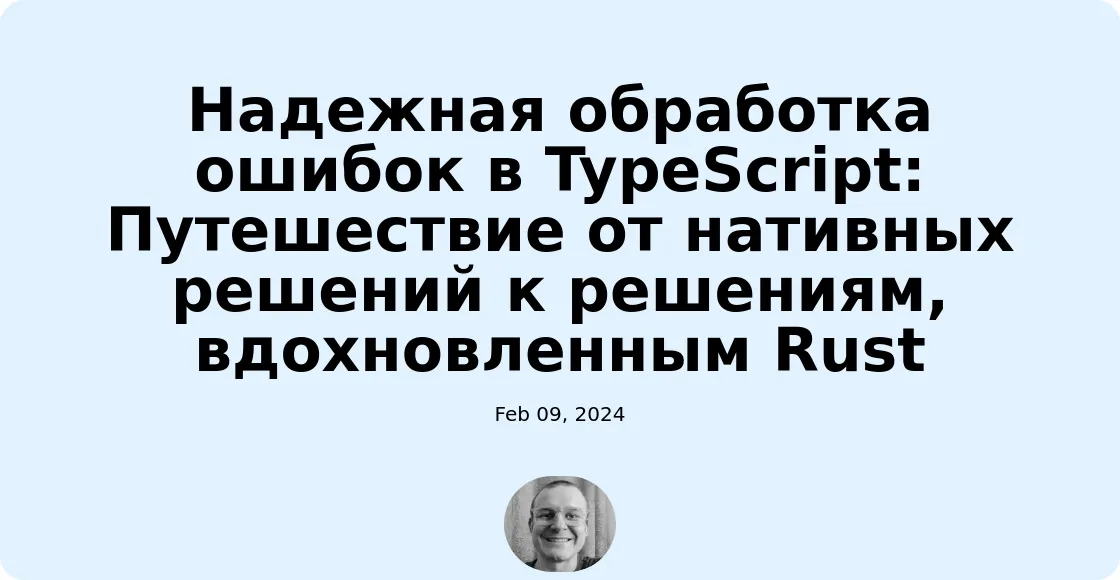 Надежная обработка
ошибок в TypeScript:
Путешествие от нативных
решений к решениям,
вдохновленным Rust
Feb 09, 2024